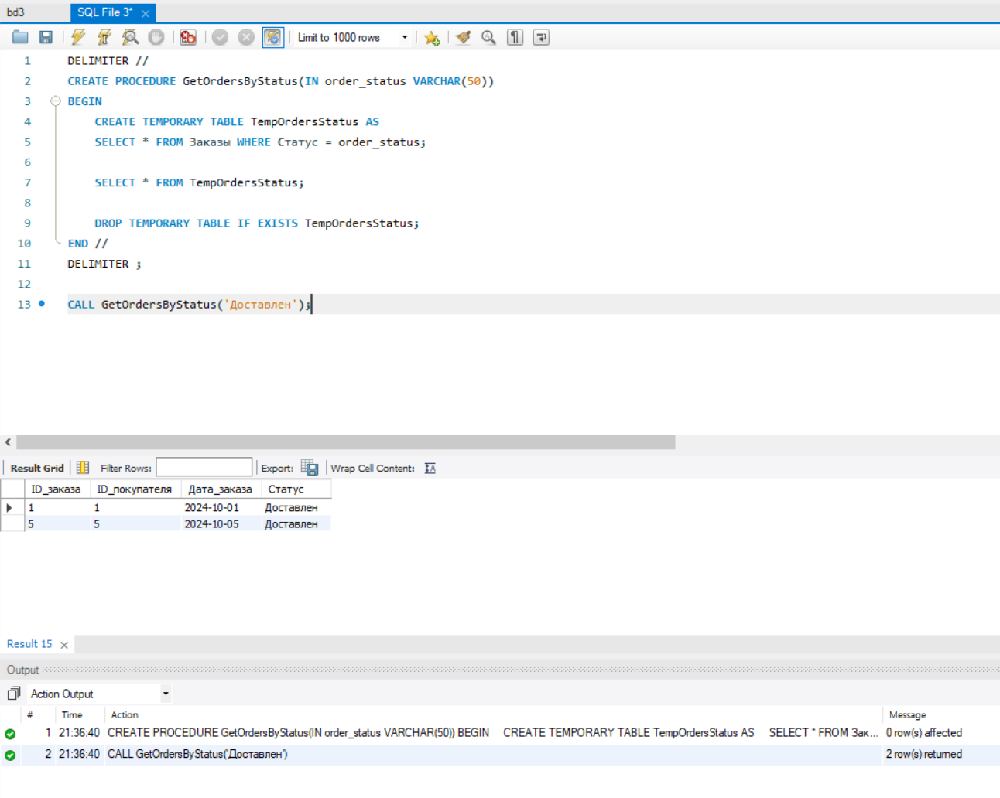 bd3 SQL File 3* ×
Limit to 1000 rows
1 DELIMITER //
2 CREATE PROCEDURE GetOrdersByStatus(IN order_status VARCHAR(50))
3 BEGIN
4 CREATE TEMPORARY TABLE TempOrdersStatus AS
5 SELECT * FROM Заказы WHERE Статус = order_status;
6
7 SELECT * FROM TempOrdersStatus;
8
9 DROP TEMPORARY TABLE IF EXISTS TempOrdersStatus;
10 END //
11 DELIMITER ;
12
13 CALL GetOrdersByStatus('Доставлен');
Result Grid Filter Rows: Export: Wrap Cell Content:
ID_заказа ID_покупателя Дата_заказа Статус
1 1 2024-10-01 Доставлен
5 5 2024-10-05 Доставлен
Result 15 ×
Output
Action Output
# Time Action Message
1 21:36:40 CREATE PROCEDURE GetOrdersByStatus(IN order_status VARCHAR(50)) BEGIN CREATE TEMPORARY TABLE TempOrdersStatus AS SELECT * FROM Зак... 0 row(s) affected
2 21:36:40 CALL GetOrdersByStatus('Доставлен') 2 row(s) returned